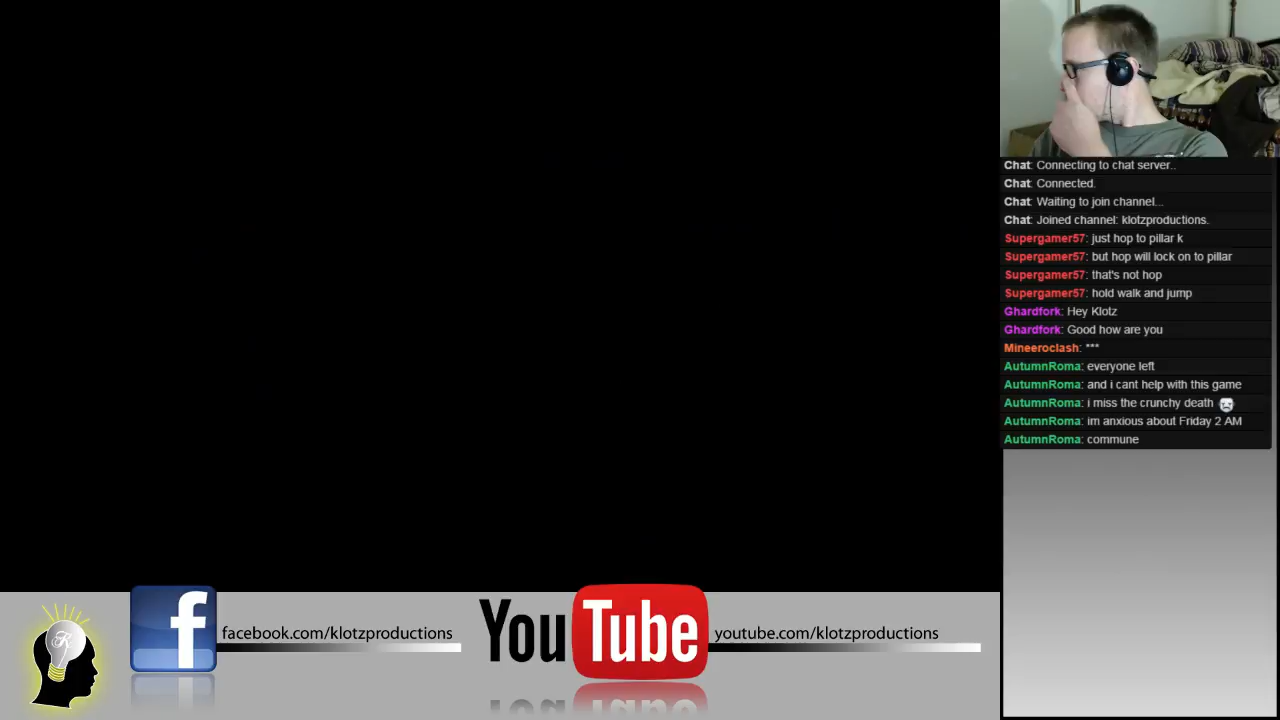 Chat: Connecting to chat server..
Chat: Connected.
Chat: Waiting to join channel...
Chat: Joined channel: klotzproductions.
Supergamer57: just hop to pillar k
Supergamer57: but hop will lock on to pillar
Supergamer57: that's not hop
Supergamer57: hold walk and jump
Ghardfork: Hey Klotz
Ghardfork: Good how are you
Mineeroclash: ***
AutumnRoma: everyone left
AutumnRoma: and i cant help with this game
AutumnRoma: i miss the crunchy death
AutumnRoma: im anxious about Friday 2 AM
AutumnRoma: commune
K
f
facebook.com/klotzproductions
YouTube
youtube.com/klotzproductions